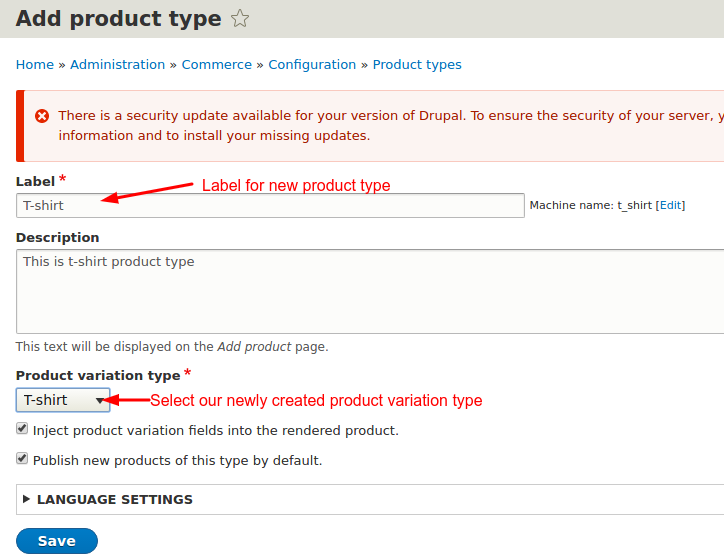 Add product type
Home » Administration » Commerce » Configuration » Product types
There is a security update available for your version of Drupal. To ensure the security of your server,
information and to install your missing updates.
Label *
Label for new product type
T-shirt
Machine name: t_shirt [Edit]
Description
This is t-shirt product type
This text will be displayed on the Add product page.
Product variation type *
T-shirt
Select our newly created product variation type
Inject product variation fields into the rendered product.
Publish new products of this type by default.
LANGUAGE SETTINGS
Save